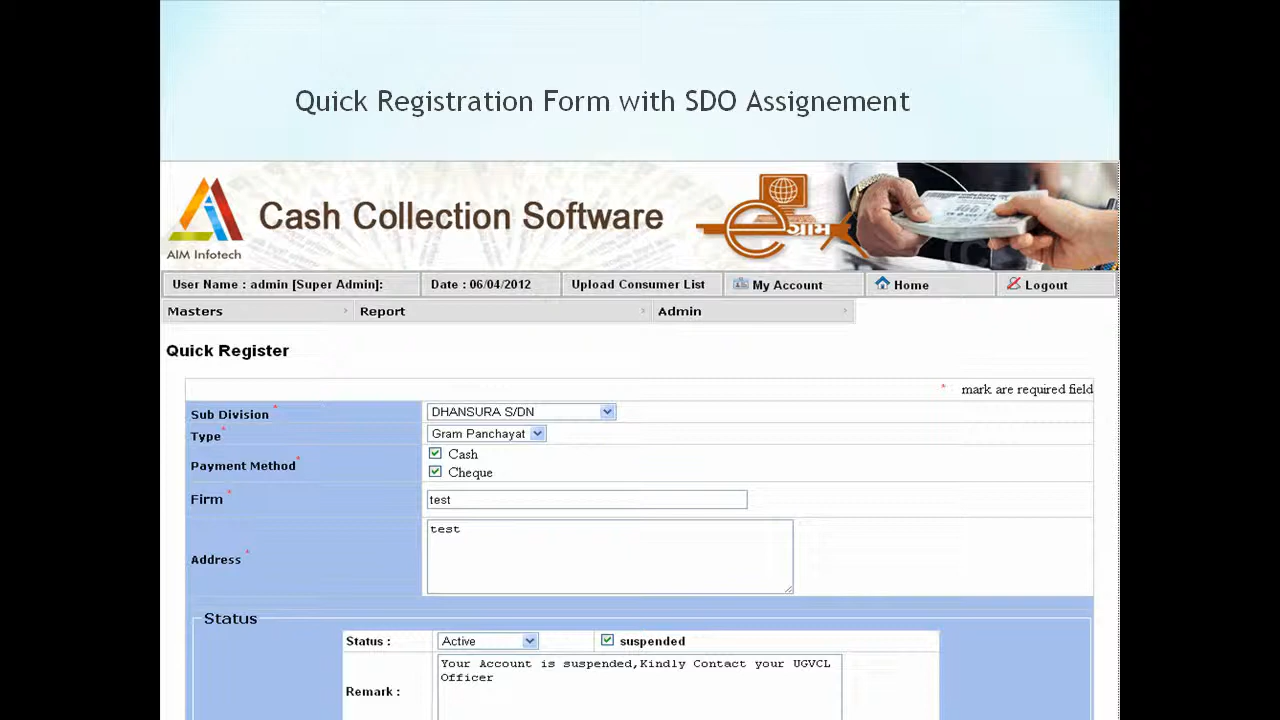 Quick Registration Form with SDO Assignement
AIM Infotech
Cash Collection Software
e ગ્રામ
User Name : admin [Super Admin]:
Date : 06/04/2012
Upload Consumer List
My Account
Home
Logout
Masters
Report
Admin
Quick Register
* mark are required field
Sub Division *
DHANSURA S/DN
Type *
Gram Panchayat
Payment Method *
Cash
Cheque
Firm *
test
Address *
test
Status
Status :
Active
suspended
Remark :
Your Account is suspended,Kindly Contact your UGVCL
Officer